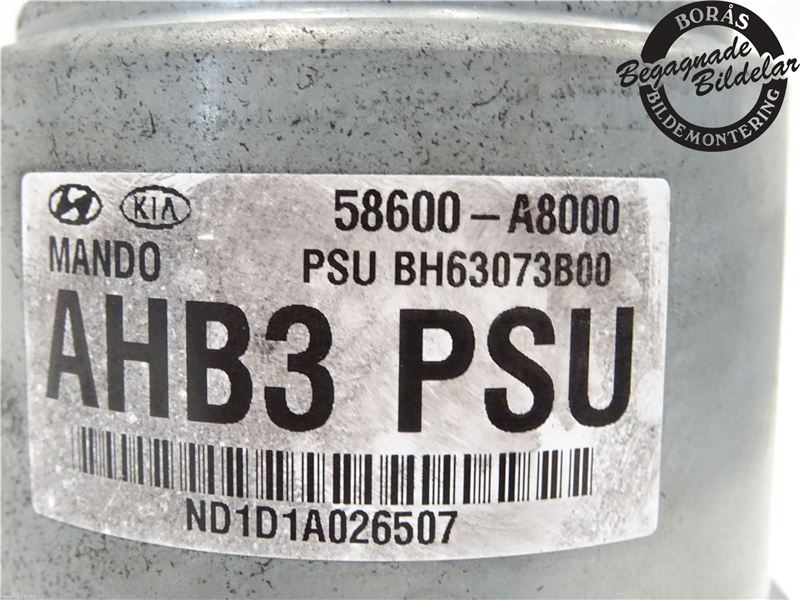 BORÅS
Begagnade
Bildelar
BILDEMONTERING
KIA
58600-A8000
MANDO
PSU BH63073B00
AHB3 PSU
ND1D1A026507